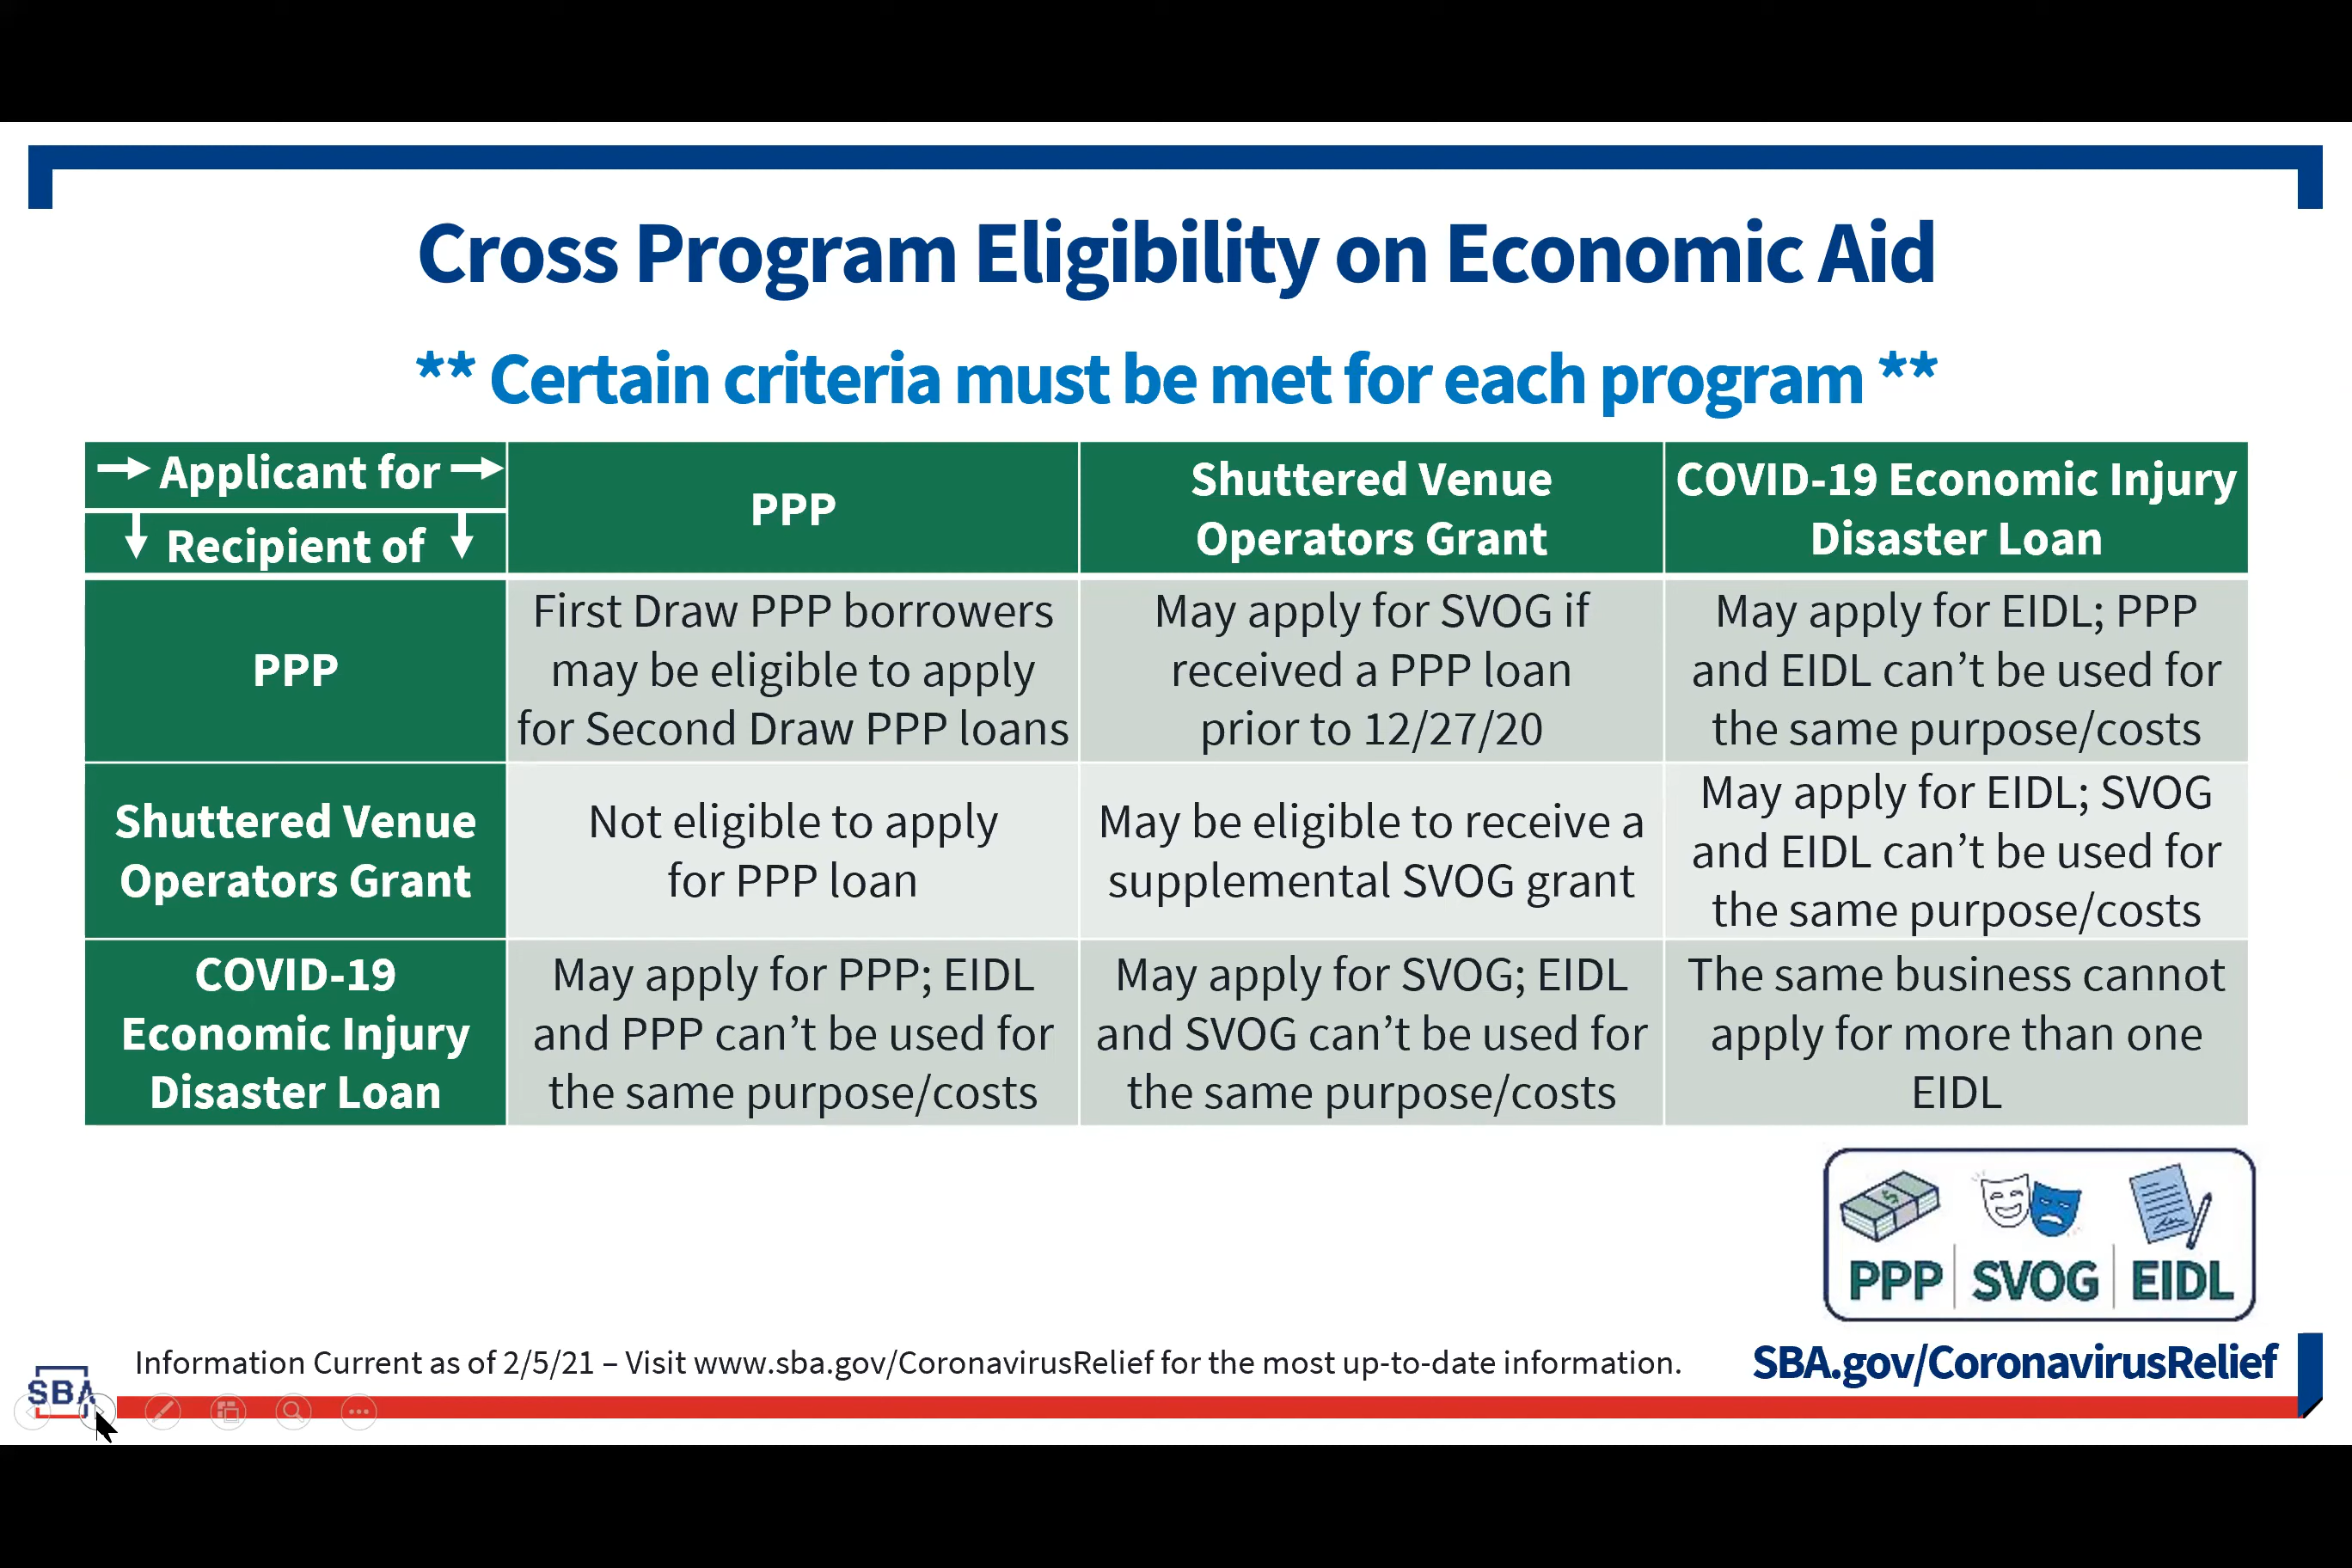 Cross Program Eligibility on Economic Aid
** Certain criteria must be met for each program **
Applicant for
Recipient of
PPP
Shuttered Venue
Operators Grant
COVID-19 Economic Injury
Disaster Loan
PPP
First Draw PPP borrowers
may be eligible to apply
for Second Draw PPP loans
May apply for SVOG if
received a PPP loan
prior to 12/27/20
May apply for EIDL; PPP
and EIDL can’t be used for
the same purpose/costs
Shuttered Venue
Operators Grant
Not eligible to apply
for PPP loan
May be eligible to receive a
supplemental SVOG grant
May apply for EIDL; SVOG
and EIDL can’t be used for
the same purpose/costs
COVID-19
Economic Injury
Disaster Loan
May apply for PPP; EIDL
and PPP can’t be used for
the same purpose/costs
May apply for SVOG; EIDL
and SVOG can’t be used for
the same purpose/costs
The same business cannot
apply for more than one
EIDL
PPP SVOG EIDL
Information Current as of 2/5/21 – Visit www.sba.gov/CoronavirusRelief for the most up-to-date information.
SBA.gov/CoronavirusRelief
SBA